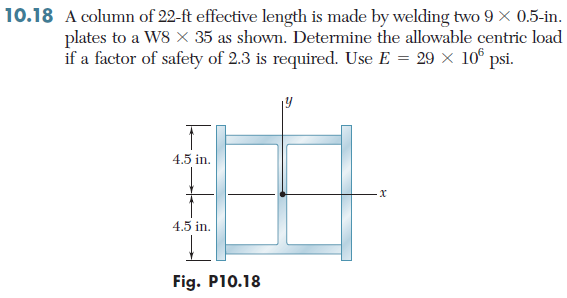 10.18 A column of 22-ft effective length is made by welding two 9 × 0.5-in.
plates to a W8 × 35 as shown. Determine the allowable centric load
if a factor of safety of 2.3 is required. Use E = 29 × 10⁶ psi.
y
4.5 in.
x
4.5 in.
Fig. P10.18